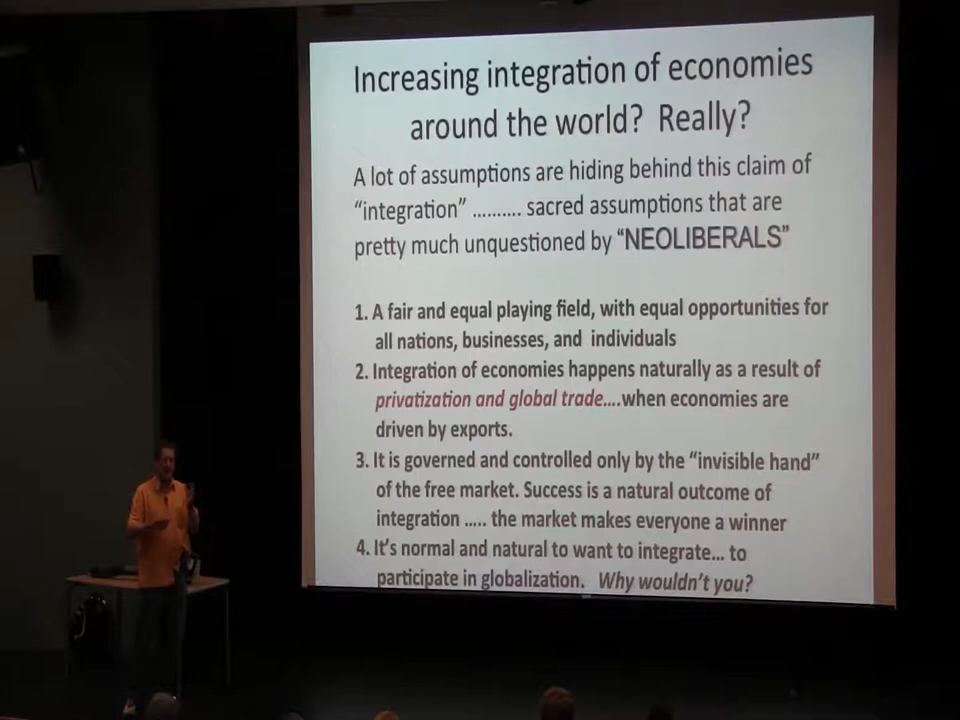 Increasing integration of economies
around the world? Really?
A lot of assumptions are hiding behind this claim of
“integration” .......... sacred assumptions that are
pretty much unquestioned by “NEOLIBERALS”
1. A fair and equal playing field, with equal opportunities for
all nations, businesses, and individuals
2. Integration of economies happens naturally as a result of
privatization and global trade....when economies are
driven by exports.
3. It is governed and controlled only by the “invisible hand”
of the free market. Success is a natural outcome of
integration ..... the market makes everyone a winner
4. It’s normal and natural to want to integrate... to
participate in globalization. Why wouldn’t you?